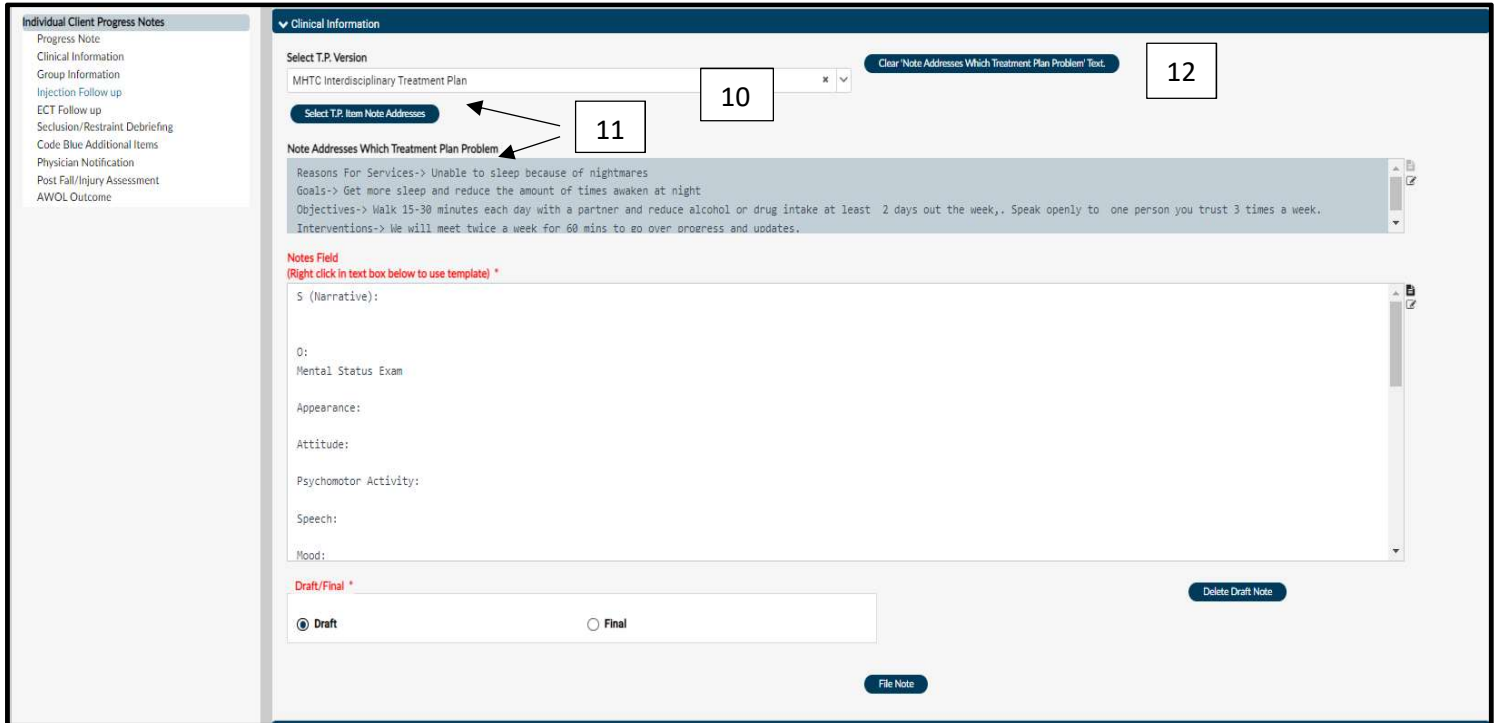 Individual Client Progress Notes
Progress Note
Clinical Information
Group Information
Injection Follow up
ECT Follow up
Seclusion/Restraint Debriefing
Code Blue Additional Items
Physician Notification
Post Fall/Injury Assessment
AWOL Outcome
Clinical Information
Select T.P. Version
MHTC Interdisciplinary Treatment Plan
Clear 'Note Addresses Which Treatment Plan Problem' Text.
10
12
Select T.P. Item Note Addresses
11
Note Addresses Which Treatment Plan Problem
Reasons For Services-> Unable to sleep because of nightmares
Goals-> Get more sleep and reduce the amount of times awaken at night
Objectives-> Walk 15-30 minutes each day with a partner and reduce alcohol or drug intake at least  2 days out the week,. Speak openly to  one person you trust 3 times a week.
Interventions-> We will meet twice a week for 60 mins to go over progress and updates.
Notes Field
(Right click in text box below to use template) *
S (Narrative):
O:
Mental Status Exam
Appearance:
Attitude:
Psychomotor Activity:
Speech:
Mood:
Draft/Final *
Delete Draft Note
Draft
Final
File Note